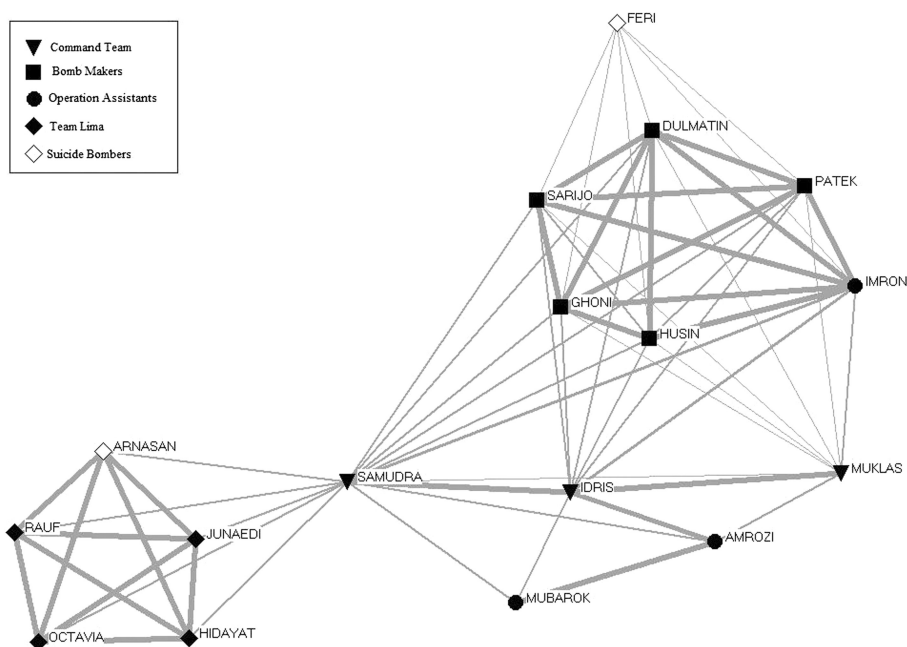 Command Team
Bomb Makers
Operation Assistants
Team Lima
Suicide Bombers
FERI
DULMATIN
PATEK
SARIJO
IMRON
GHONI
HUSIN
ARNASAN
SAMUDRA
IDRIS
MUKLAS
RAUF
JUNAEDI
AMROZI
MUBAROK
OCTAVIA
HIDAYAT